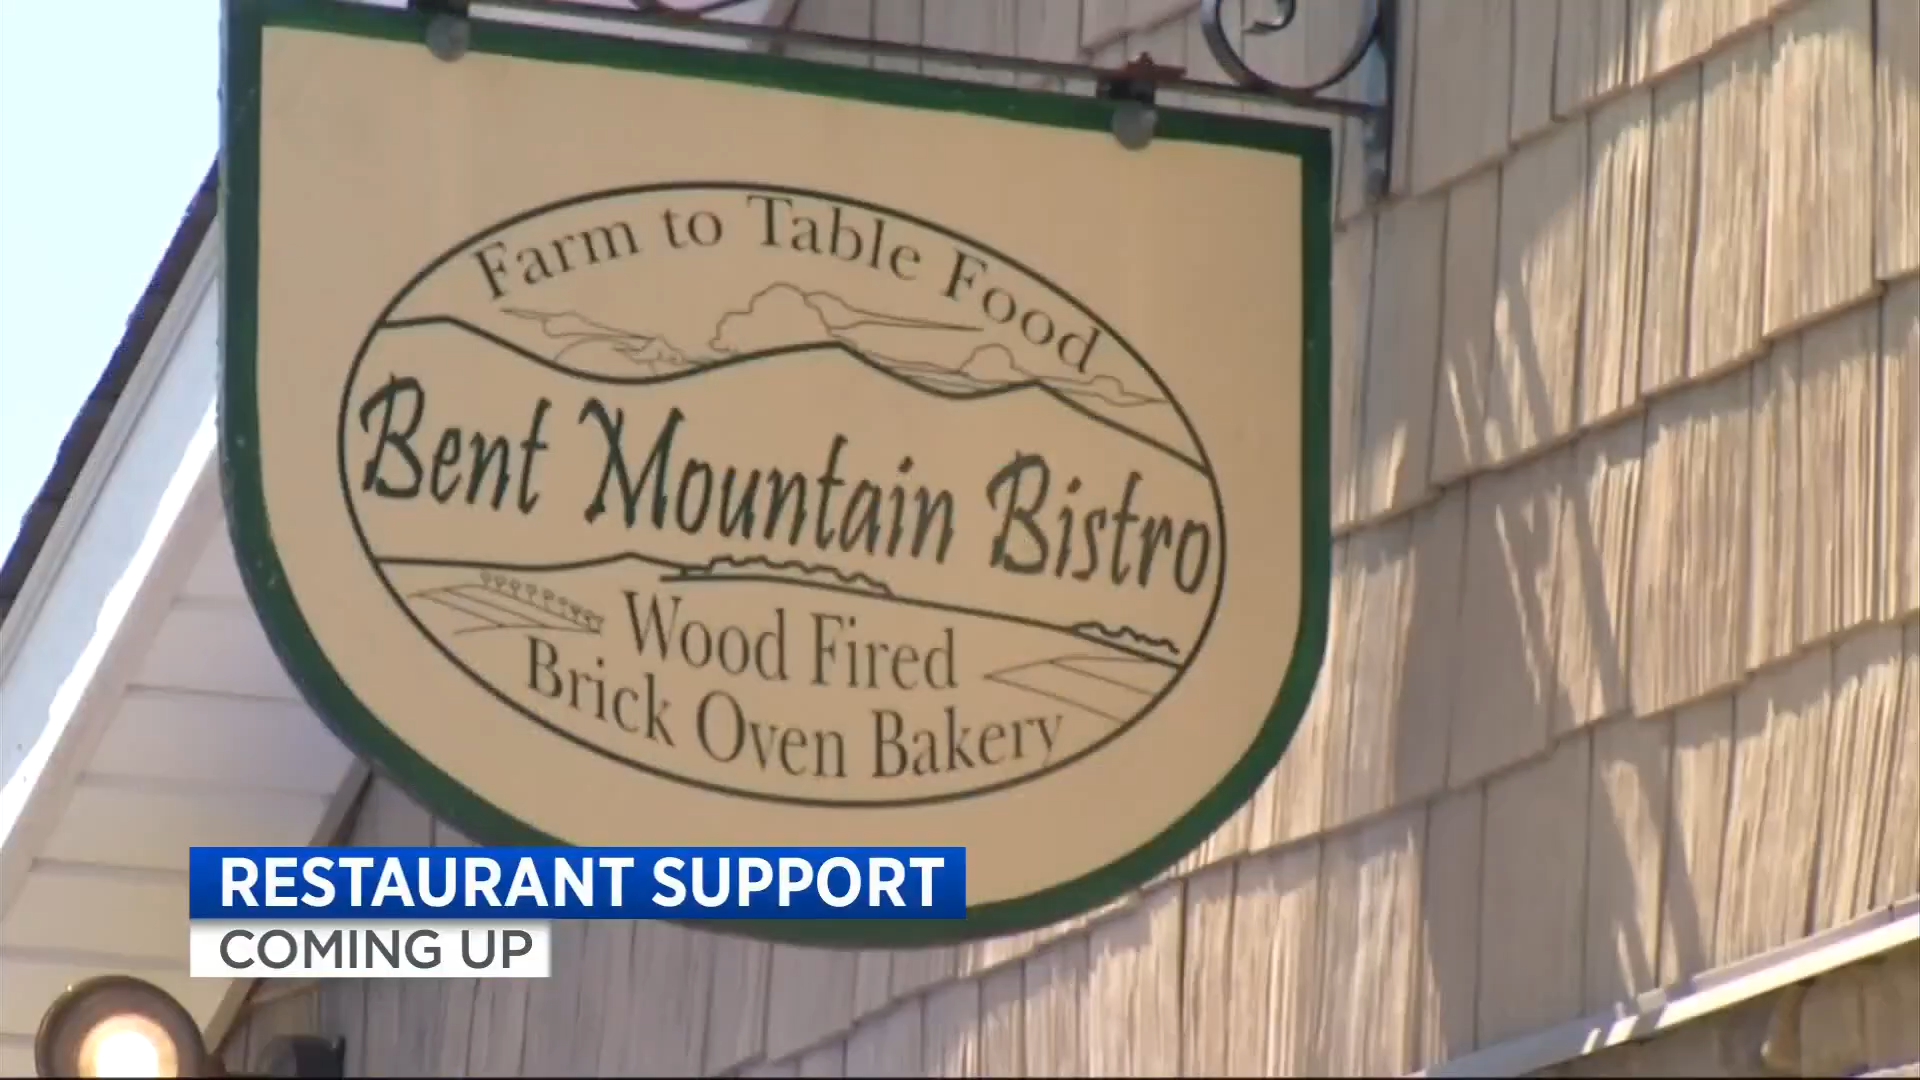 Farm to Table Food
Bent Mountain Bistro
Wood Fired
Brick Oven Bakery
RESTAURANT SUPPORT
COMING UP